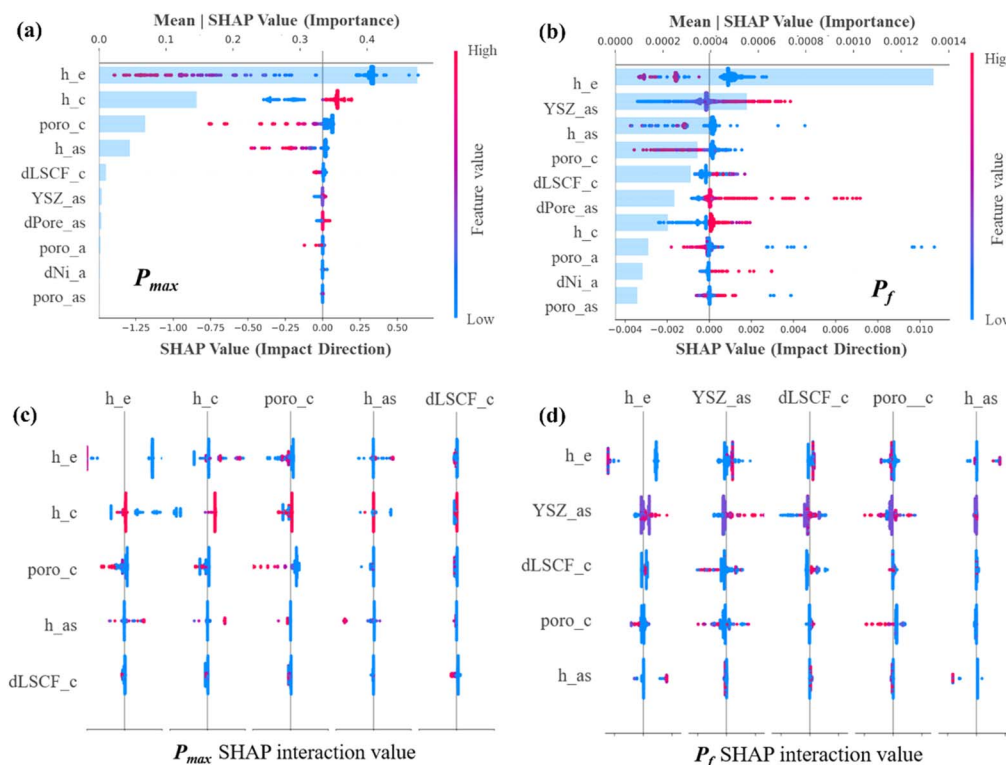 (a)
Mean | SHAP Value (Importance)
0.0 0.1 0.2 0.3 0.4
h_e
h_c
poro_c
h_as
dLSCF_c
YSZ_as
dPore_as
poro_a
dNi_a
poro_as
P_max
−1.25 −1.00 −0.75 −0.50 −0.25 0.00 0.25 0.50
SHAP Value (Impact Direction)
High
Feature value
Low
(b)
Mean | SHAP Value (Importance)
0.0000 0.0002 0.0004 0.0006 0.0008 0.0010 0.0012 0.0014
h_e
YSZ_as
h_as
poro_c
dLSCF_c
dPore_as
h_c
poro_a
dNi_a
poro_as
P_f
−0.004 −0.002 0.000 0.002 0.004 0.006 0.008 0.010
SHAP Value (Impact Direction)
Feature value
(c)
h_e h_c poro_c h_as dLSCF_c
h_e
h_c
poro_c
h_as
dLSCF_c
P_max SHAP interaction value
(d)
h_e YSZ_as dLSCF_c poro__c h_as
h_e
YSZ_as
dLSCF_c
poro_c
h_as
P_f SHAP interaction value